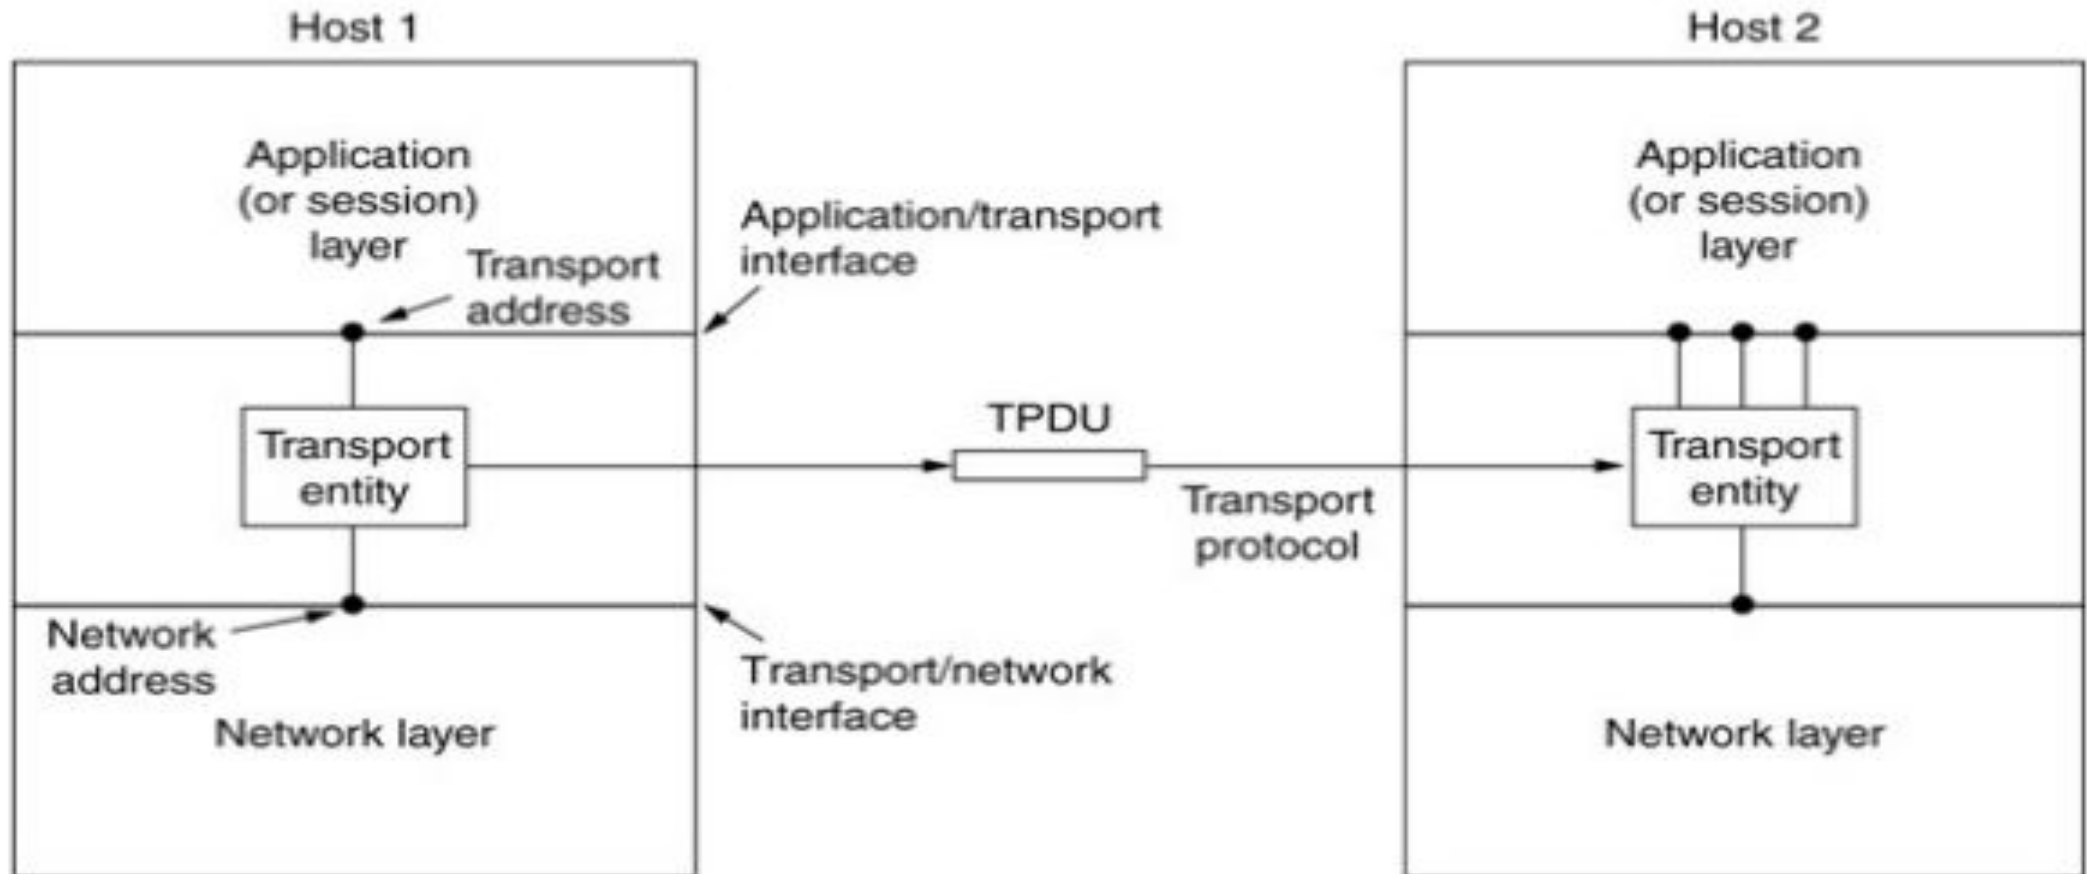 Host 1
Host 2
Application
(or session)
layer
Transport
address
Application/transport
interface
Application
(or session)
layer
Transport
entity
TPDU
Transport
protocol
Transport
entity
Network
address
Network layer
Transport/network
interface
Network layer